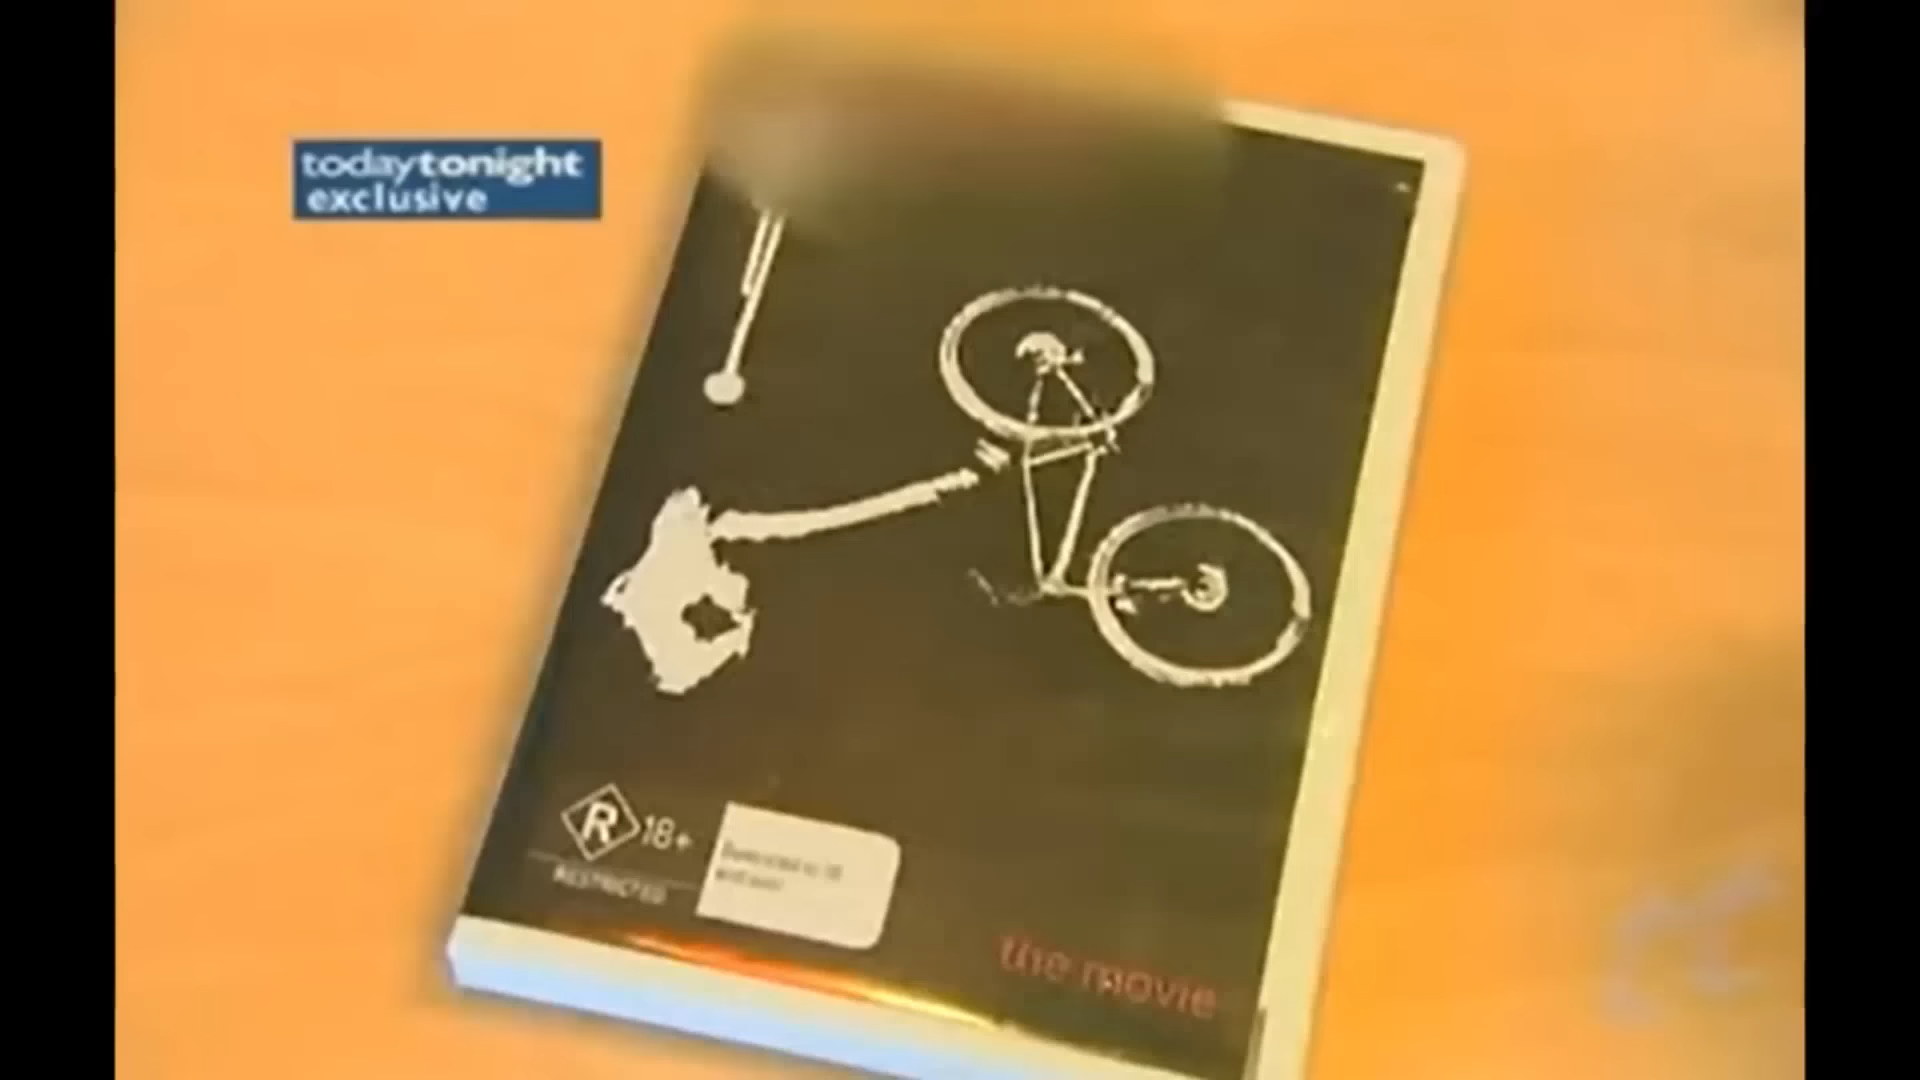 todaytonight
exclusive
R 18+
RESTRICTED
the movie